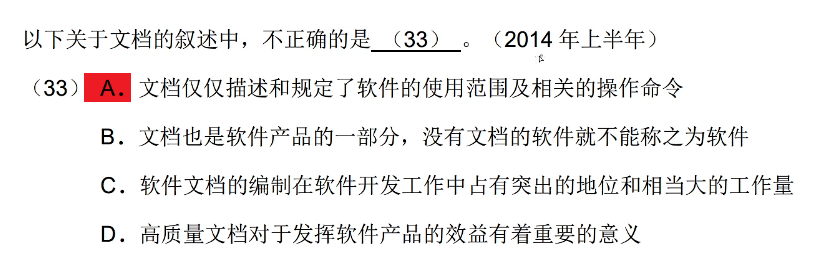 以下关于文档的叙述中，不正确的是（33）。（2014 年上半年）
（33）A．文档仅仅描述和规定了软件的使用范围及相关的操作命令
B．文档也是软件产品的一部分，没有文档的软件就不能称之为软件
C．软件文档的编制在软件开发工作中占有突出的地位和相当大的工作量
D．高质量文档对于发挥软件产品的效益有着重要的意义